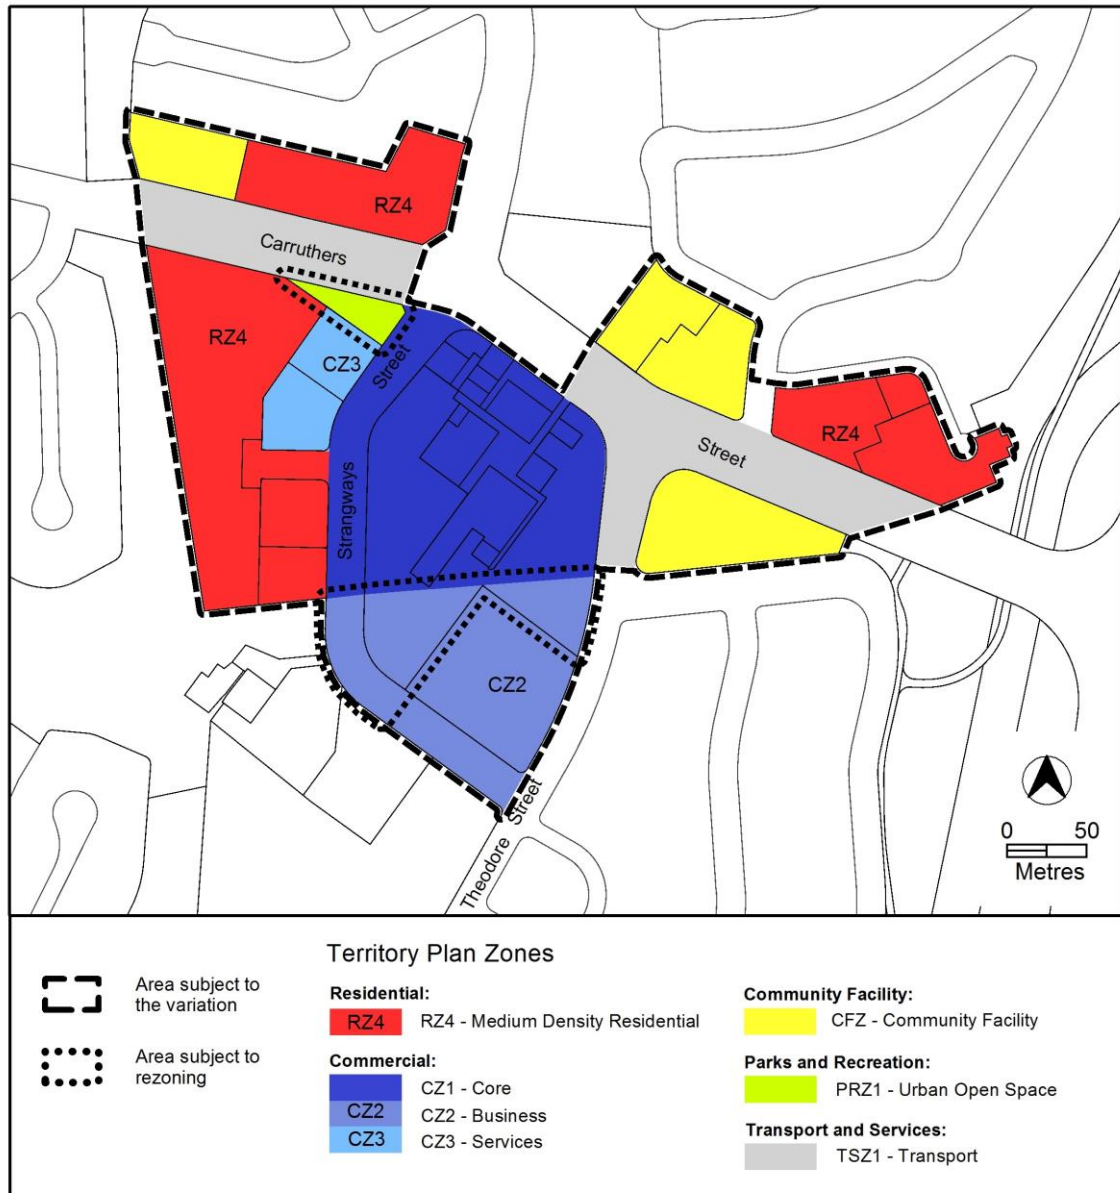 RZ4
Carruthers
RZ4
CZ3
Street
Strangways
Street
RZ4
CZ2
Theodore Street
0 50
Metres
Area subject to
the variation
Area subject to
rezoning
Territory Plan Zones
Residential:
RZ4 RZ4 - Medium Density Residential
Commercial:
CZ1 - Core
CZ2 CZ2 - Business
CZ3 CZ3 - Services
Community Facility:
CFZ - Community Facility
Parks and Recreation:
PRZ1 - Urban Open Space
Transport and Services:
TSZ1 - Transport